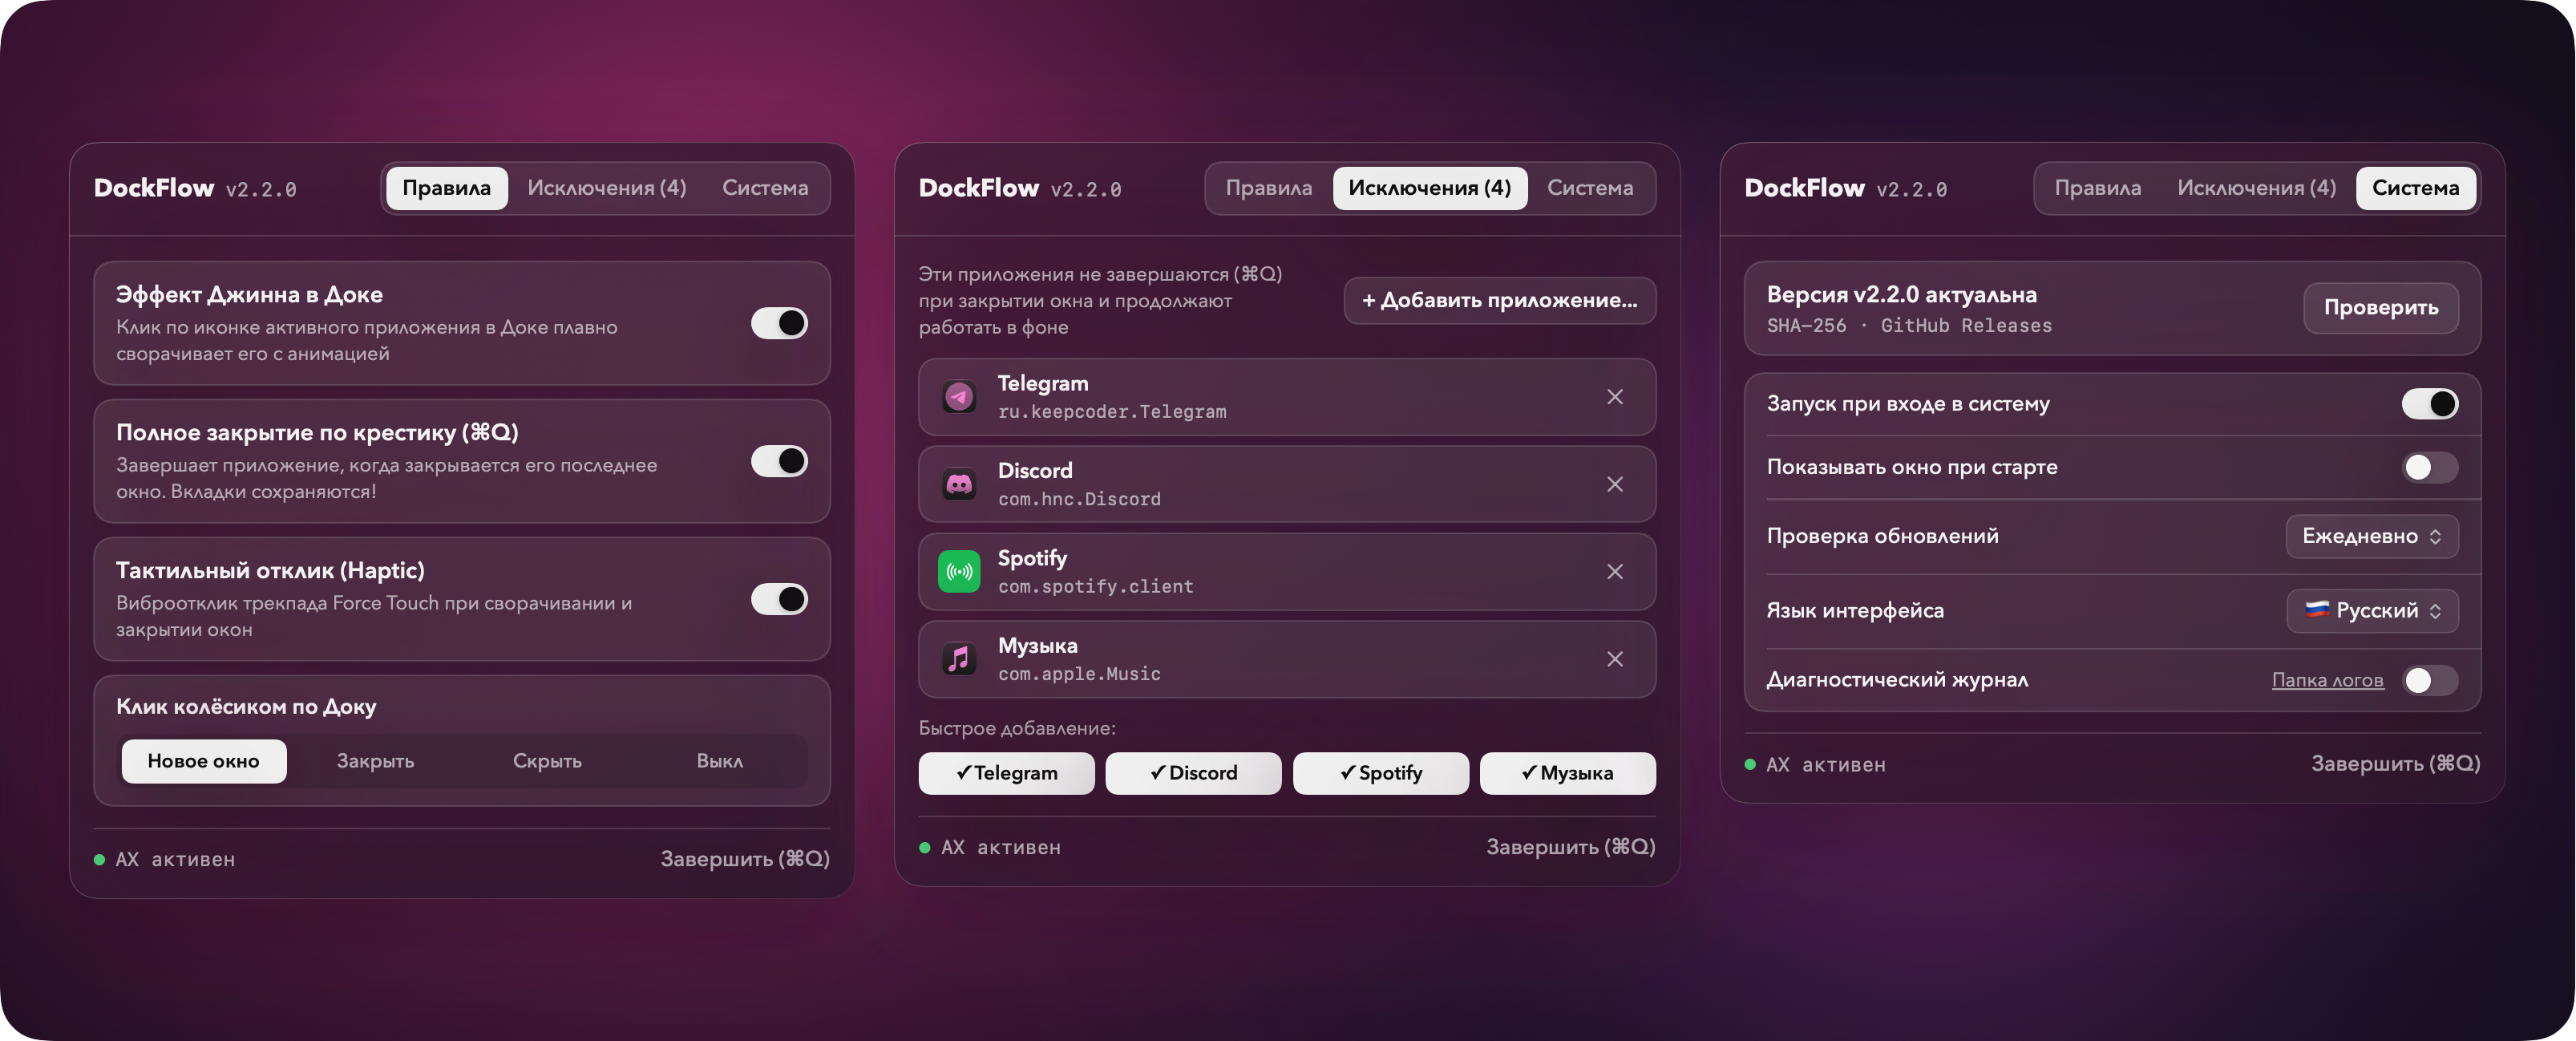 DockFlow v2.2.0
Правила Исключения (4) Система
Эффект Джинна в Доке
Клик по иконке активного приложения в Доке плавно
сворачивает его с анимацией
Полное закрытие по крестику (⌘Q)
Завершает приложение, когда закрывается его последнее
окно. Вкладки сохраняются!
Тактильный отклик (Haptic)
Виброотклик трекпада Force Touch при сворачивании и
закрытии окон
Клик колёсиком по Доку
Новое окно Закрыть Скрыть Выкл
AX активен Завершить (⌘Q)
DockFlow v2.2.0
Правила Исключения (4) Система
Эти приложения не завершаются (⌘Q)
при закрытии окна и продолжают
работать в фоне
+ Добавить приложение...
Telegram
ru.keepcoder.Telegram
Discord
com.hnc.Discord
Spotify
com.spotify.client
Музыка
com.apple.Music
Быстрое добавление:
✓Telegram ✓Discord ✓Spotify ✓Музыка
AX активен Завершить (⌘Q)
DockFlow v2.2.0
Правила Исключения (4) Система
Версия v2.2.0 актуальна
SHA-256 · GitHub Releases
Проверить
Запуск при входе в систему
Показывать окно при старте
Проверка обновлений Ежедневно
Язык интерфейса 🇷🇺 Русский
Диагностический журнал Папка логов
AX активен Завершить (⌘Q)